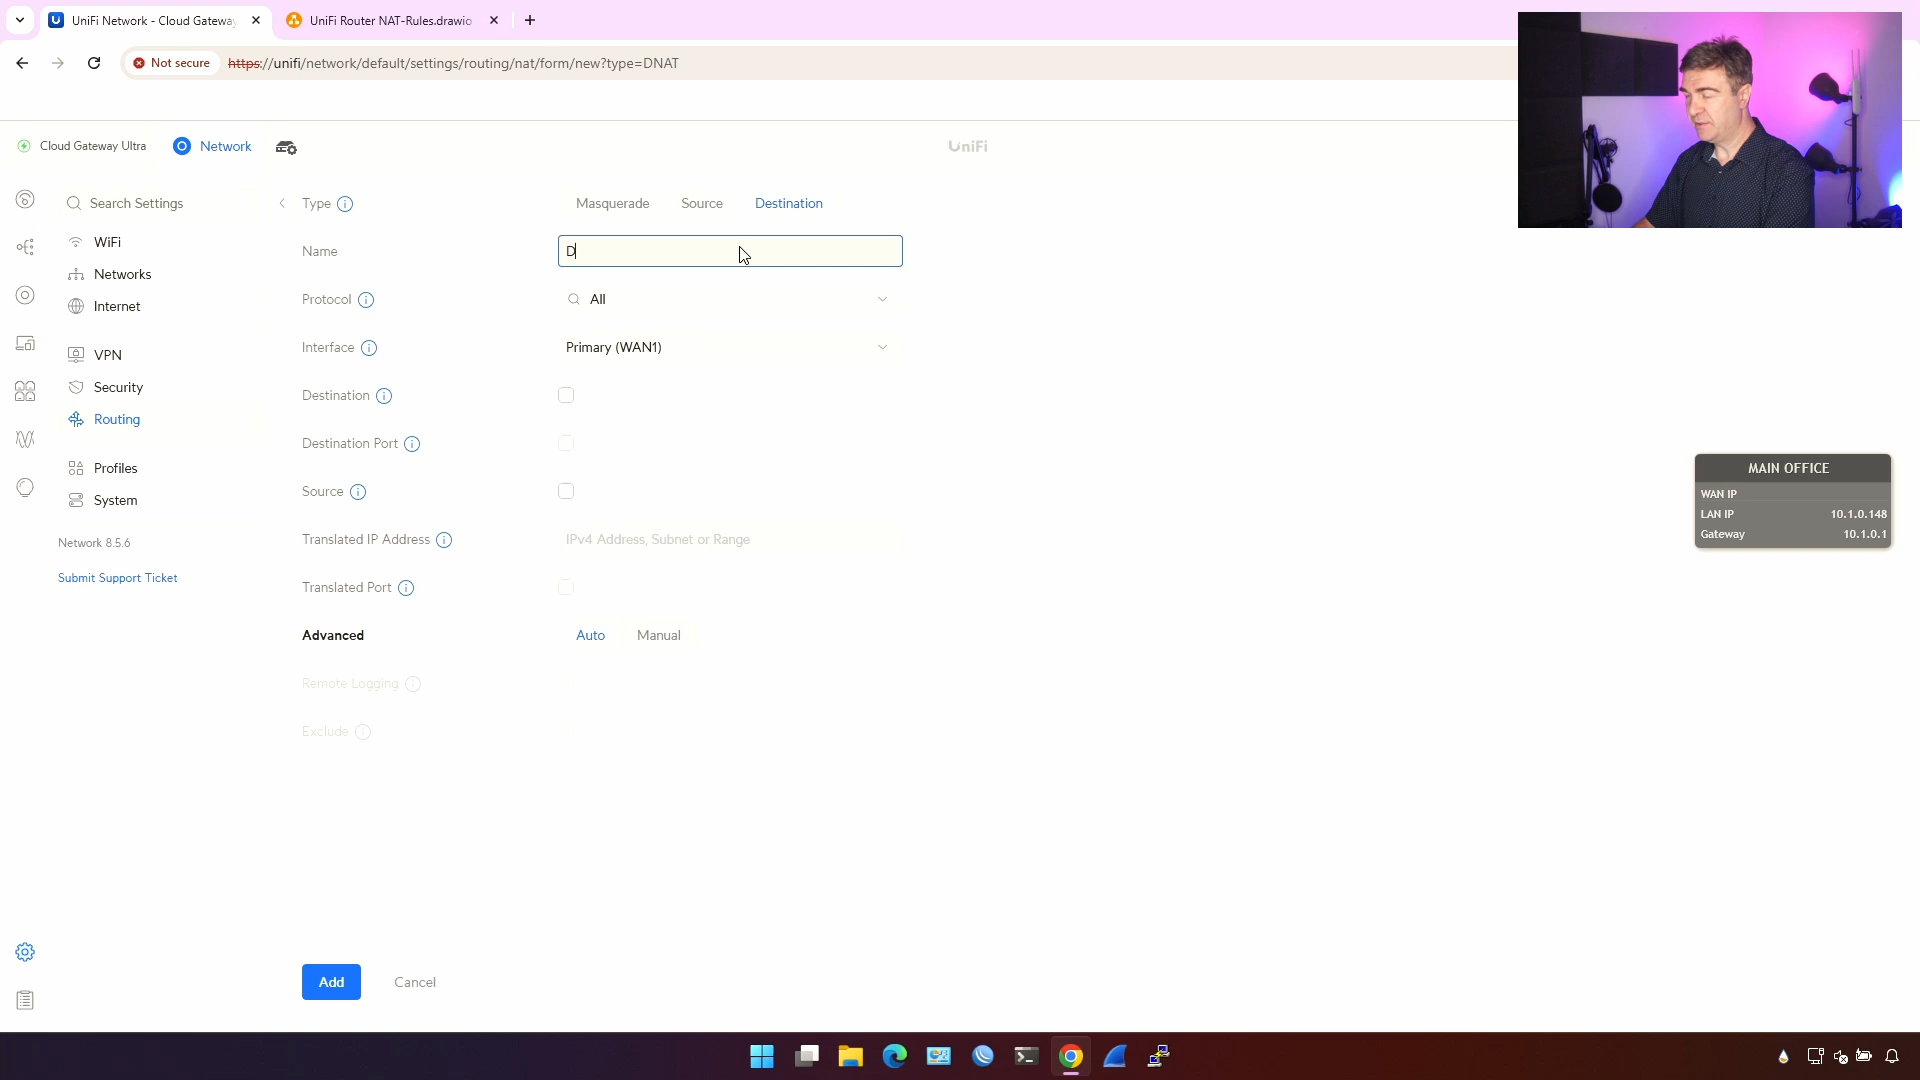 UniFi Network - Cloud Gateway
UniFi Router NAT-Rules.drawio
Not secure
https://unifi/network/default/settings/routing/nat/form/new?type=DNAT
Cloud Gateway Ultra
Network
UniFi
Search Settings
WiFi
Networks
Internet
VPN
Security
Routing
Profiles
System
Network 8.5.6
Submit Support Ticket
Type
Masquerade
Source
Destination
Name
D
Protocol
All
Interface
Primary (WAN1)
Destination
Destination Port
Source
Translated IP Address
IPv4 Address, Subnet or Range
Translated Port
Advanced
Auto
Manual
Remote Logging
Exclude
Add
Cancel
MAIN OFFICE
WAN IP
LAN IP 10.1.0.148
Gateway 10.1.0.1